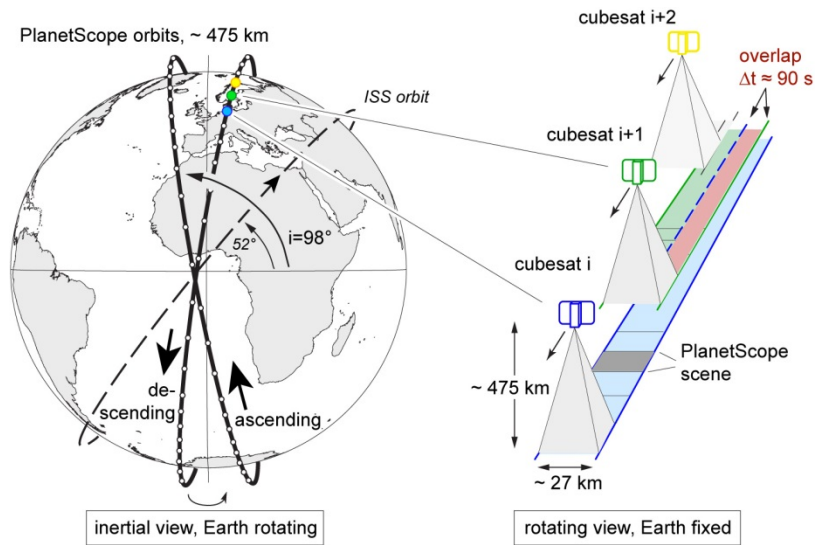 PlanetScope orbits, ~ 475 km
ISS orbit
i=98°
52°
de-
scending
ascending
inertial view, Earth rotating
cubesat i+2
overlap
Δt ≈ 90 s
cubesat i+1
cubesat i
PlanetScope
scene
~ 475 km
~ 27 km
rotating view, Earth fixed